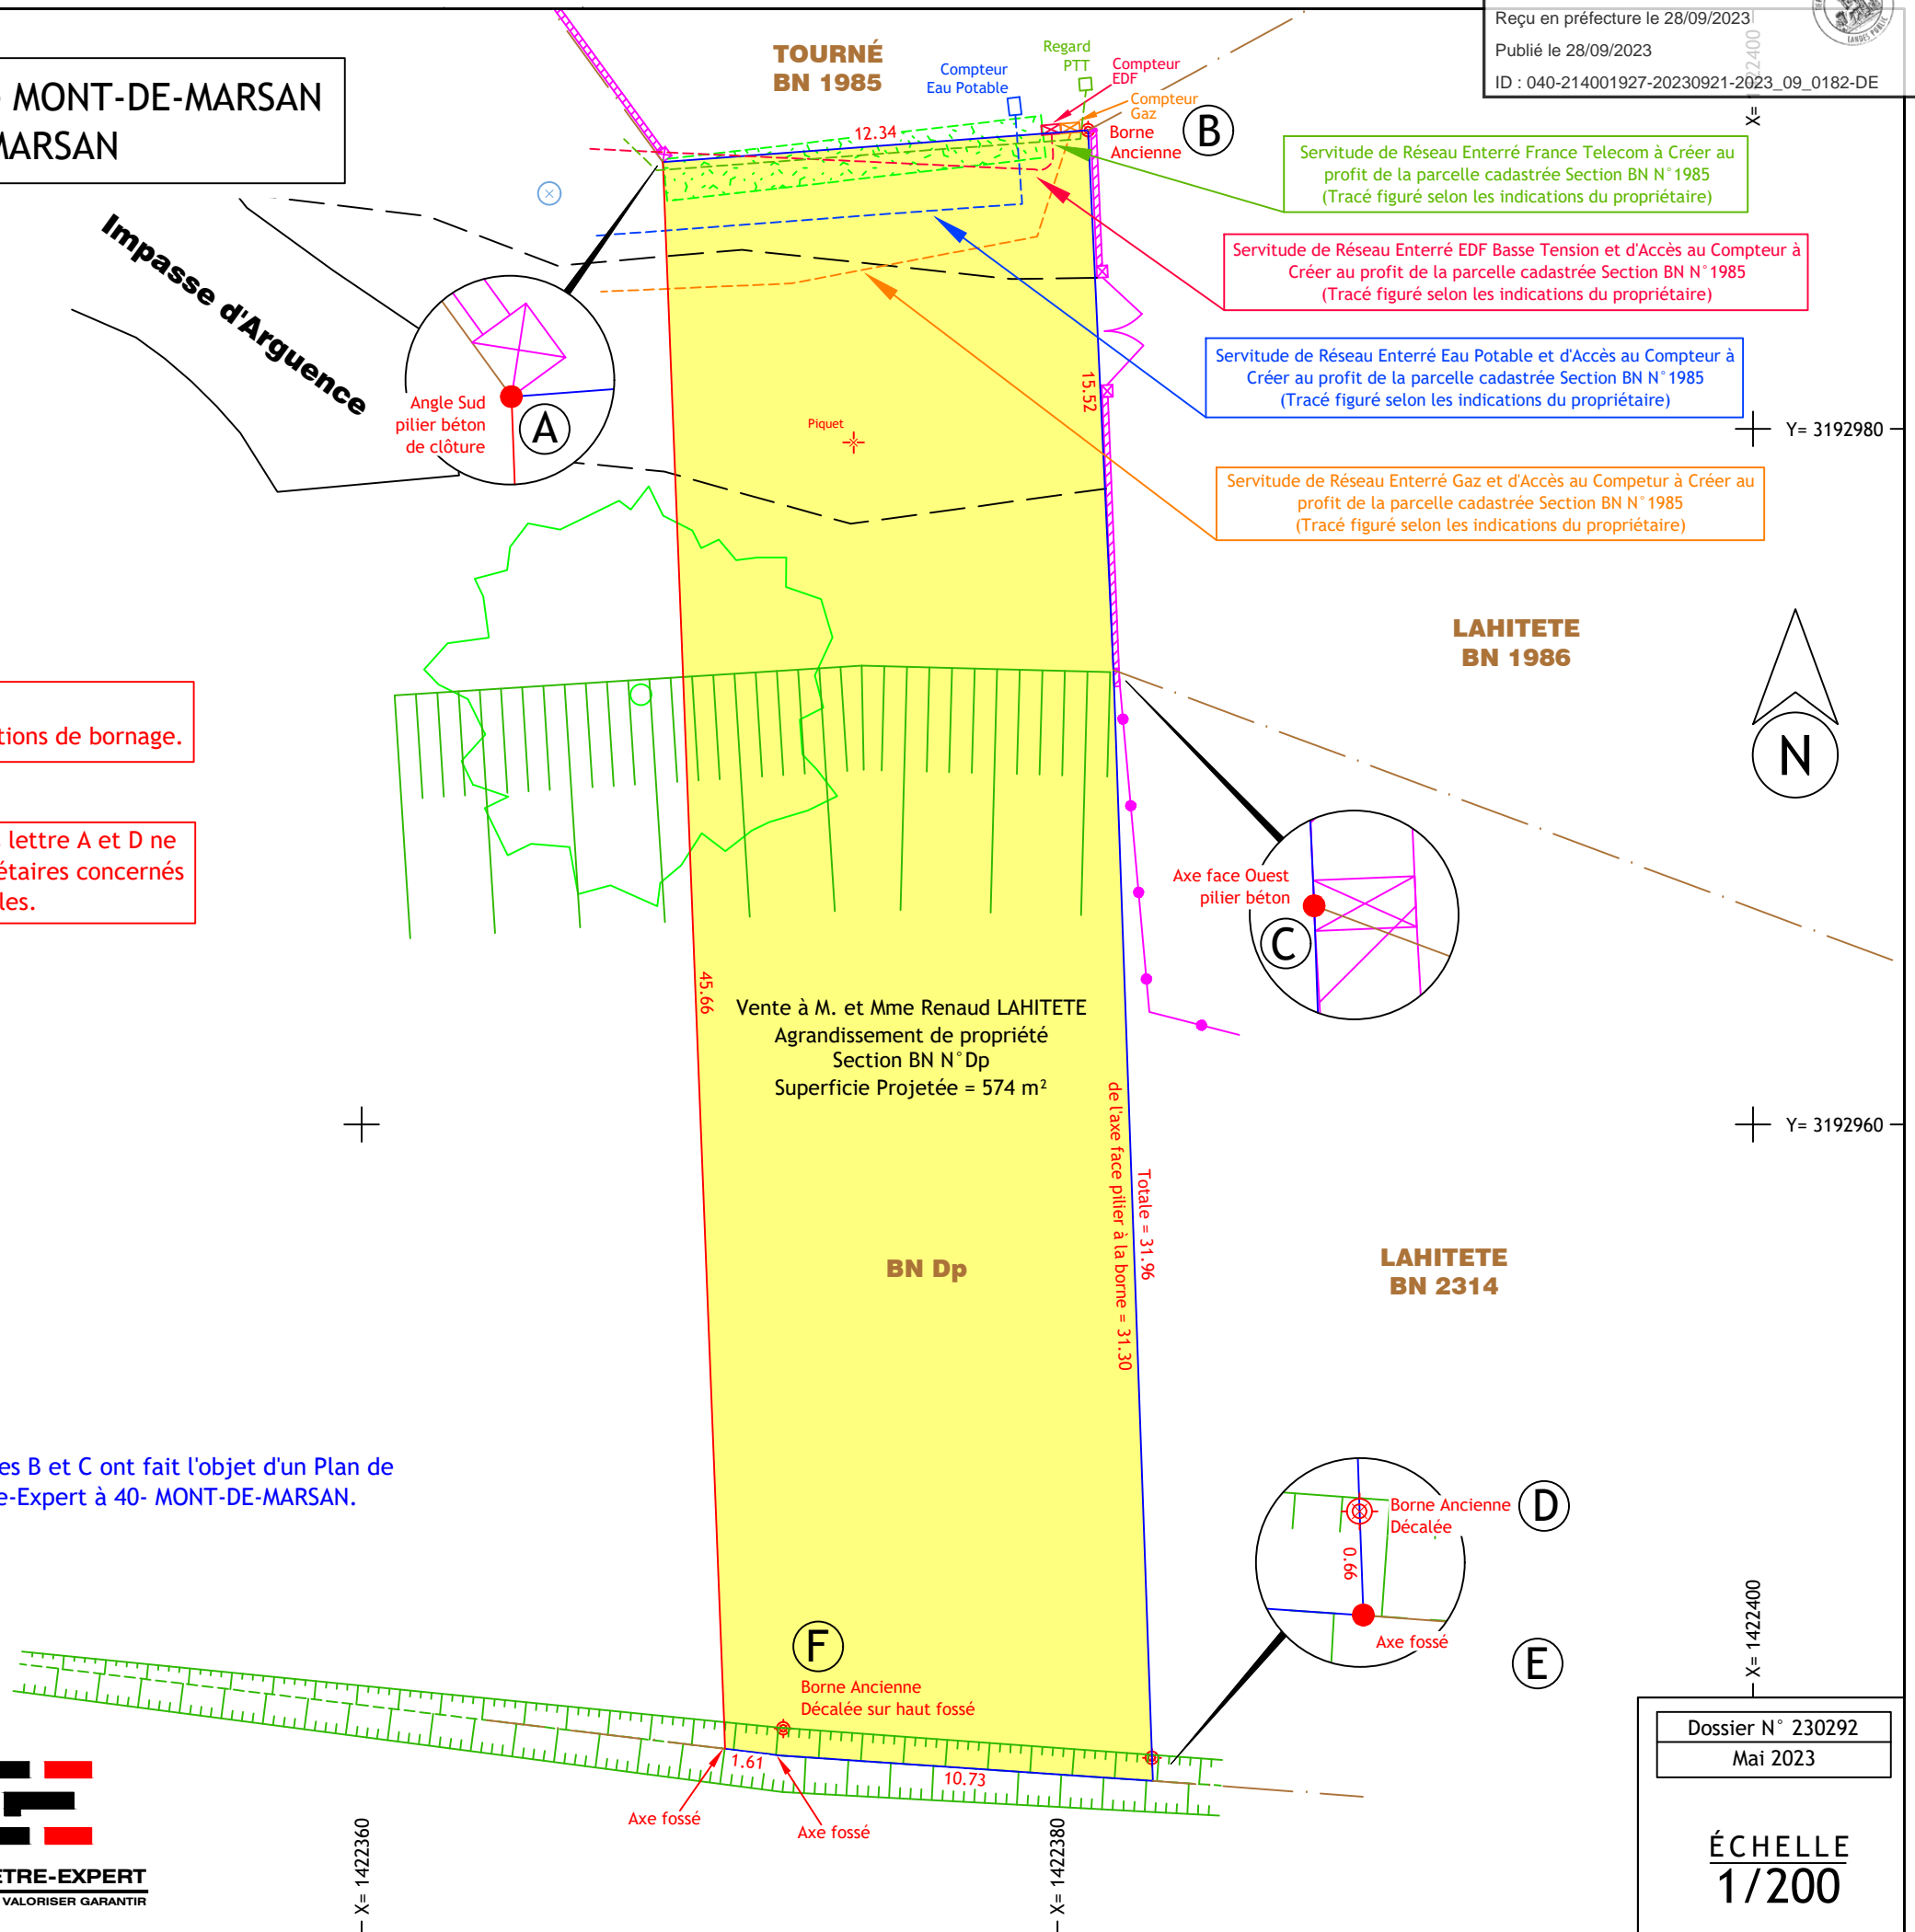 Reçu en préfecture le 28/09/2023
Publié le 28/09/2023
ID : 040-214001927-20230921-2023_09_0182-DE
LANDES
X= 1422400
MONT-DE-MARSAN
MARSAN
TOURNÉ
BN 1985
Compteur
Eau Potable
Regard
PTT
Compteur
EDF
Compteur
Gaz
Borne
Ancienne
B
12.34
Servitude de Réseau Enterré France Telecom à Créer au
profit de la parcelle cadastrée Section BN N°1985
(Tracé figuré selon les indications du propriétaire)
Servitude de Réseau Enterré EDF Basse Tension et d'Accès au Compteur à
Créer au profit de la parcelle cadastrée Section BN N°1985
(Tracé figuré selon les indications du propriétaire)
Servitude de Réseau Enterré Eau Potable et d'Accès au Compteur à
Créer au profit de la parcelle cadastrée Section BN N°1985
(Tracé figuré selon les indications du propriétaire)
Servitude de Réseau Enterré Gaz et d'Accès au Competur à Créer au
profit de la parcelle cadastrée Section BN N°1985
(Tracé figuré selon les indications du propriétaire)
Impasse d'Arguence
Angle Sud
pilier béton
de clôture
A
Piquet
15.52
Y= 3192980
LAHITETE
BN 1986
N
tions de bornage.
lettre A et D ne
étaires concernés
les.
Axe face Ouest
pilier béton
C
45.66
Vente à M. et Mme Renaud LAHITETE
Agrandissement de propriété
Section BN N°Dp
Superficie Projetée = 574 m²
Y= 3192960
de l'axe face pilier à la borne = 31.30
Totale = 31.96
BN Dp
LAHITETE
BN 2314
es B et C ont fait l'objet d'un Plan de
e-Expert à 40- MONT-DE-MARSAN.
Borne Ancienne
Décalée
D
0.66
Axe fossé
E
F
Borne Ancienne
Décalée sur haut fossé
1.61
10.73
Axe fossé
Axe fossé
X= 1422360
X= 1422380
X= 1422400
Dossier N° 230292
Mai 2023
ÉCHELLE
1/200
ÈTRE-EXPERT
VALORISER GARANTIR